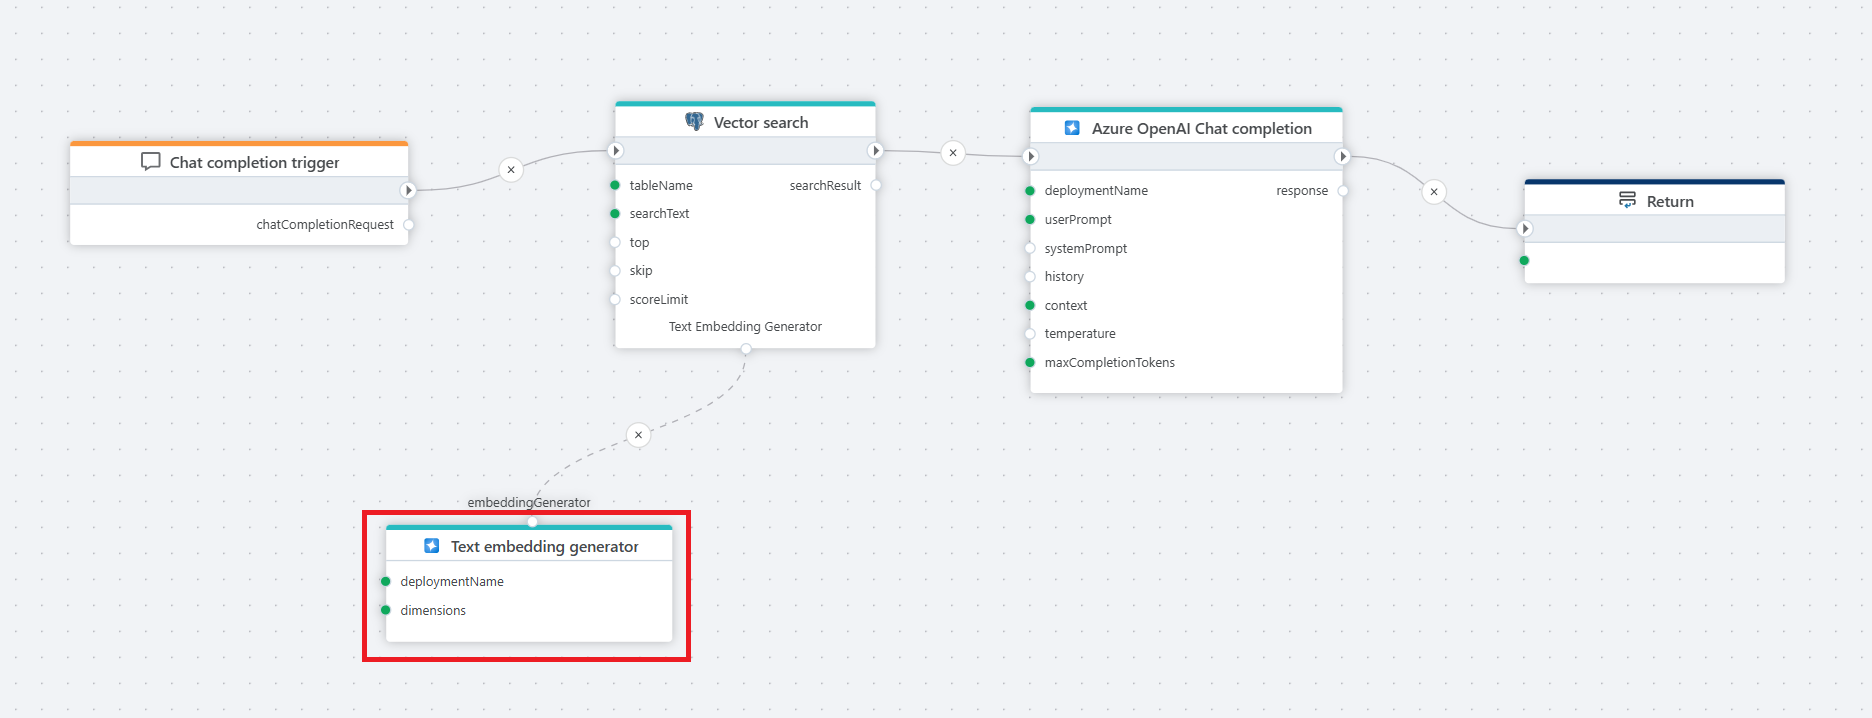 Chat completion trigger
chatCompletionRequest
Vector search
tableName
searchResult
searchText
top
skip
scoreLimit
Text Embedding Generator
embeddingGenerator
Text embedding generator
deploymentName
dimensions
Azure OpenAI Chat completion
deploymentName
response
userPrompt
systemPrompt
history
context
temperature
maxCompletionTokens
Return